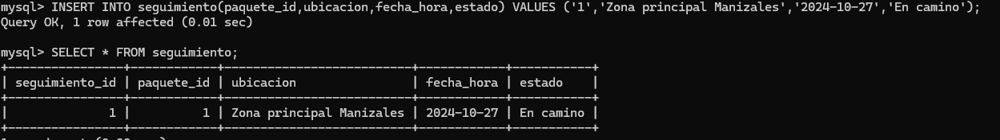 mysql> INSERT INTO seguimiento(paquete_id,ubicacion,fecha_hora,estado) VALUES ('1','Zona principal Manizales','2024-10-27','En camino');
Query OK, 1 row affected (0.01 sec)
mysql> SELECT * FROM seguimiento;
+----------------+------------+--------------------------+------------+-----------+
| seguimiento_id | paquete_id | ubicacion                | fecha_hora | estado    |
+----------------+------------+--------------------------+------------+-----------+
|              1 |          1 | Zona principal Manizales | 2024-10-27 | En camino |
+----------------+------------+--------------------------+------------+-----------+